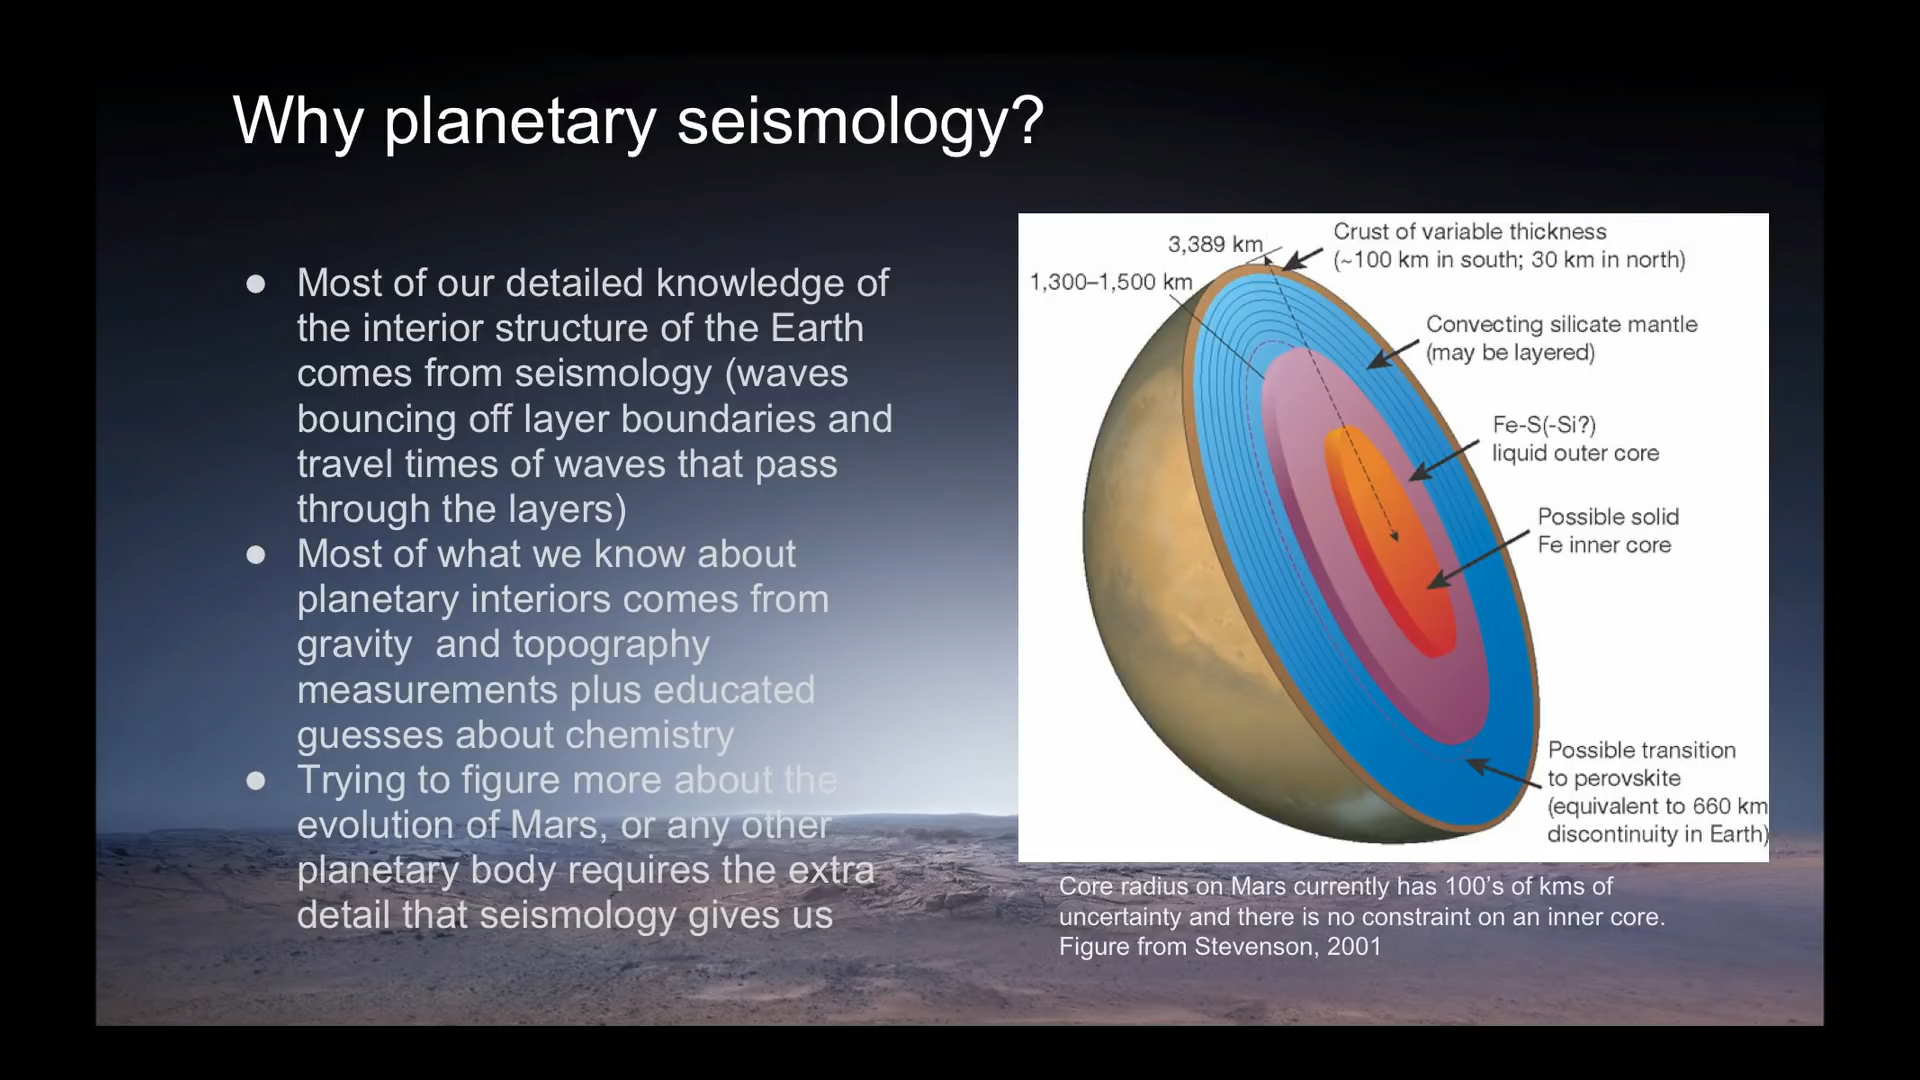 Why planetary seismology?
● Most of our detailed knowledge of
the interior structure of the Earth
comes from seismology (waves
bouncing off layer boundaries and
travel times of waves that pass
through the layers)
● Most of what we know about
planetary interiors comes from
gravity  and topography
measurements plus educated
guesses about chemistry
● Trying to figure more about the
evolution of Mars, or any other
planetary body requires the extra
detail that seismology gives us
3,389 km
1,300–1,500 km
Crust of variable thickness
(~100 km in south; 30 km in north)
Convecting silicate mantle
(may be layered)
Fe-S(-Si?)
liquid outer core
Possible solid
Fe inner core
Possible transition
to perovskite
(equivalent to 660 km
discontinuity in Earth)
Core radius on Mars currently has 100’s of kms of
uncertainty and there is no constraint on an inner core.
Figure from Stevenson, 2001